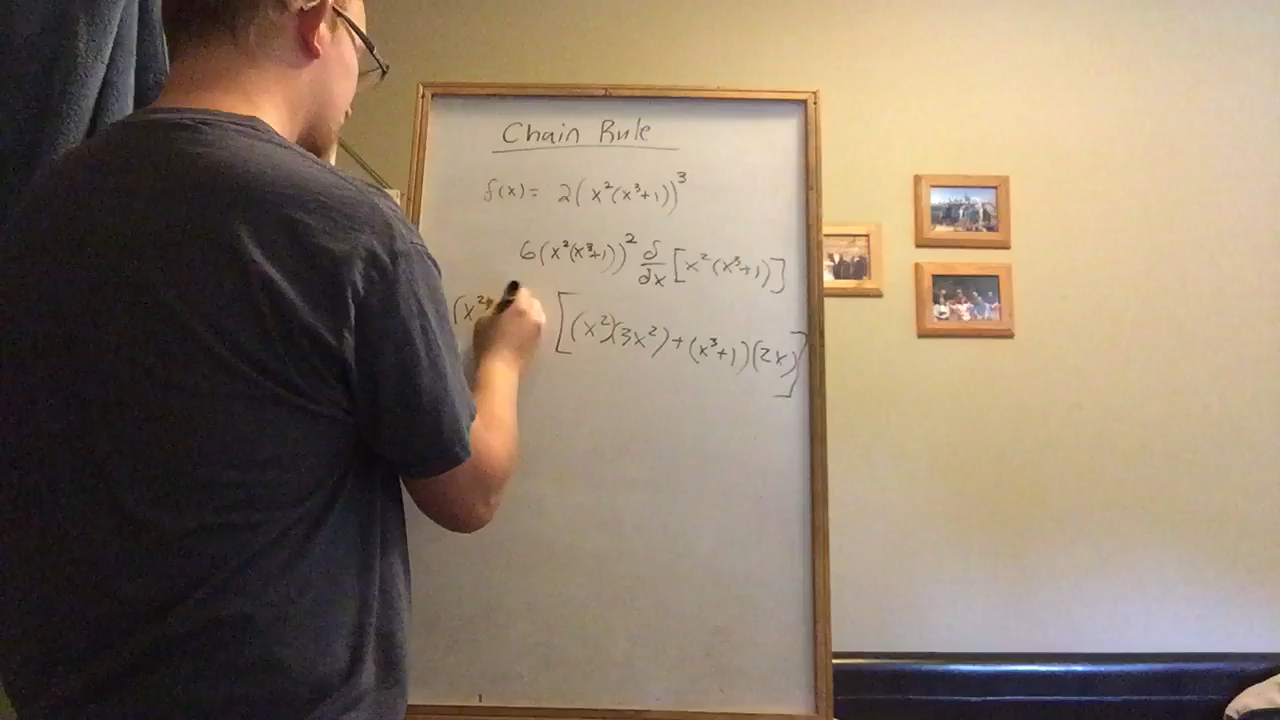 Chain Rule
f(x) = 2(x²(x³+1))³
6(x²(x³+1))² δ/dx [x²(x³+1)]
(x² [(x²)(3x²)+(x³+1)(2x)]